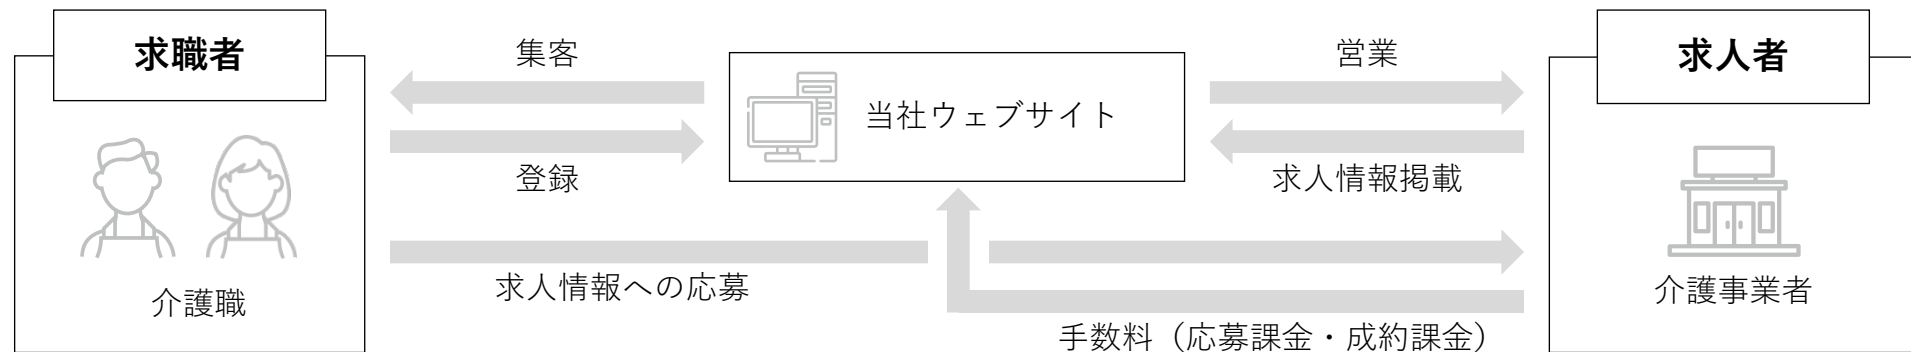 求職者
集客
営業
求人者
当社ウェブサイト
登録
求人情報掲載
求人情報への応募
介護職
介護事業者
手数料（応募課金・成約課金）